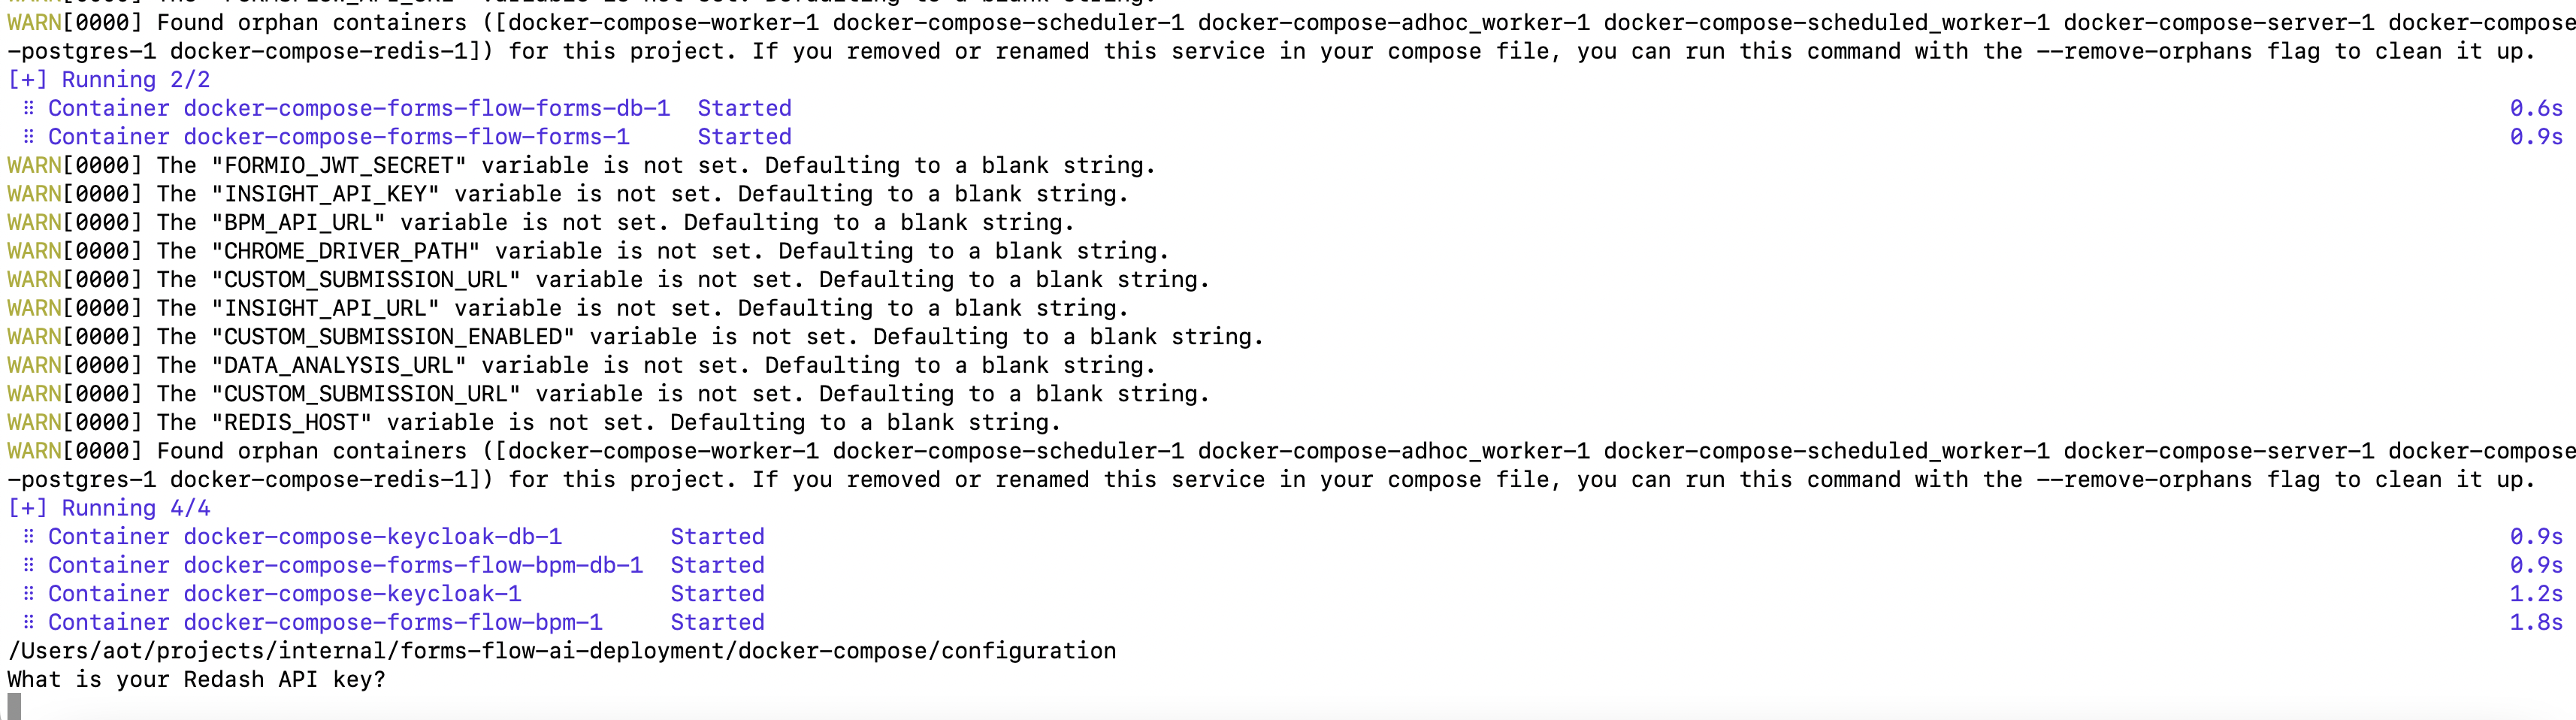 WARN[0000] Found orphan containers ([docker-compose-worker-1 docker-compose-scheduler-1 docker-compose-adhoc_worker-1 docker-compose-scheduled_worker-1 docker-compose-server-1 docker-compose
-postgres-1 docker-compose-redis-1]) for this project. If you removed or renamed this service in your compose file, you can run this command with the --remove-orphans flag to clean it up.
[+] Running 2/2
⠿ Container docker-compose-forms-flow-forms-db-1 Started 0.6s
⠿ Container docker-compose-forms-flow-forms-1 Started 0.9s
WARN[0000] The "FORMIO_JWT_SECRET" variable is not set. Defaulting to a blank string.
WARN[0000] The "INSIGHT_API_KEY" variable is not set. Defaulting to a blank string.
WARN[0000] The "BPM_API_URL" variable is not set. Defaulting to a blank string.
WARN[0000] The "CHROME_DRIVER_PATH" variable is not set. Defaulting to a blank string.
WARN[0000] The "CUSTOM_SUBMISSION_URL" variable is not set. Defaulting to a blank string.
WARN[0000] The "INSIGHT_API_URL" variable is not set. Defaulting to a blank string.
WARN[0000] The "CUSTOM_SUBMISSION_ENABLED" variable is not set. Defaulting to a blank string.
WARN[0000] The "DATA_ANALYSIS_URL" variable is not set. Defaulting to a blank string.
WARN[0000] The "CUSTOM_SUBMISSION_URL" variable is not set. Defaulting to a blank string.
WARN[0000] The "REDIS_HOST" variable is not set. Defaulting to a blank string.
WARN[0000] Found orphan containers ([docker-compose-worker-1 docker-compose-scheduler-1 docker-compose-adhoc_worker-1 docker-compose-scheduled_worker-1 docker-compose-server-1 docker-compose
-postgres-1 docker-compose-redis-1]) for this project. If you removed or renamed this service in your compose file, you can run this command with the --remove-orphans flag to clean it up.
[+] Running 4/4
⠿ Container docker-compose-keycloak-db-1 Started 0.9s
⠿ Container docker-compose-forms-flow-bpm-db-1 Started 0.9s
⠿ Container docker-compose-keycloak-1 Started 1.2s
⠿ Container docker-compose-forms-flow-bpm-1 Started 1.8s
/Users/aot/projects/internal/forms-flow-ai-deployment/docker-compose/configuration
What is your Redash API key?